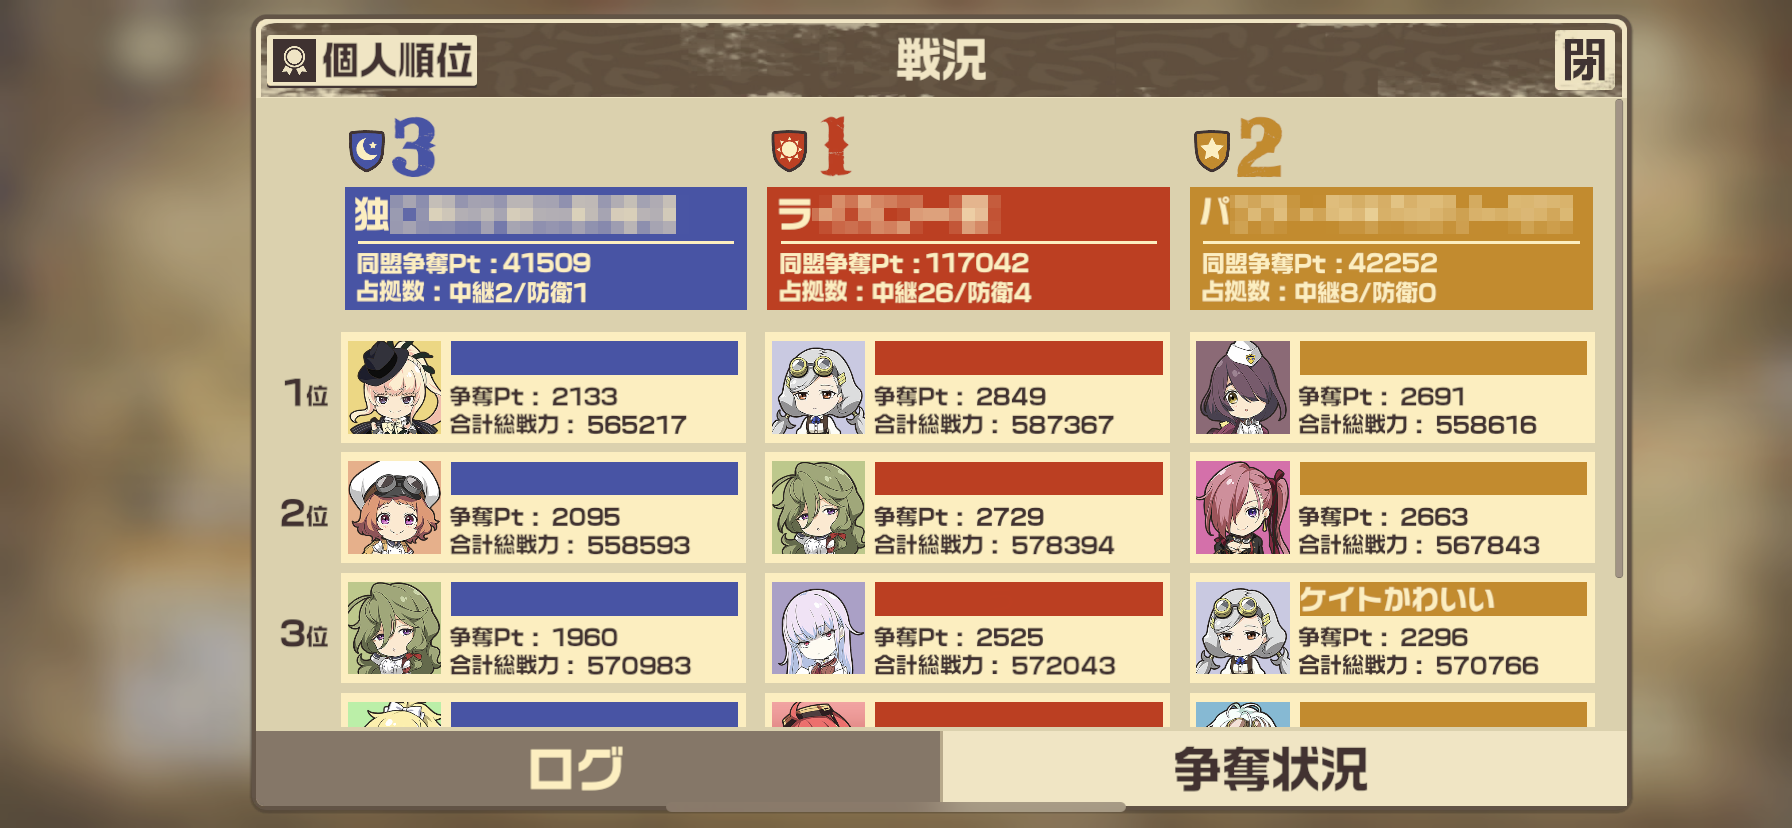 個人順位
戦況
閉
3
1
2
独
同盟争奪Pt：41509
占拠数：中継2/防衛1
ラ
同盟争奪Pt：117042
占拠数：中継26/防衛4
パ
同盟争奪Pt：42252
占拠数：中継8/防衛0
1位
争奪Pt： 2133
合計総戦力： 565217
争奪Pt： 2849
合計総戦力： 587367
争奪Pt： 2691
合計総戦力： 558616
2位
争奪Pt： 2095
合計総戦力： 558593
争奪Pt： 2729
合計総戦力： 578394
争奪Pt： 2663
合計総戦力： 567843
3位
争奪Pt： 1960
合計総戦力： 570983
争奪Pt： 2525
合計総戦力： 572043
ケイトかわいい
争奪Pt： 2296
合計総戦力： 570766
ログ
争奪状況